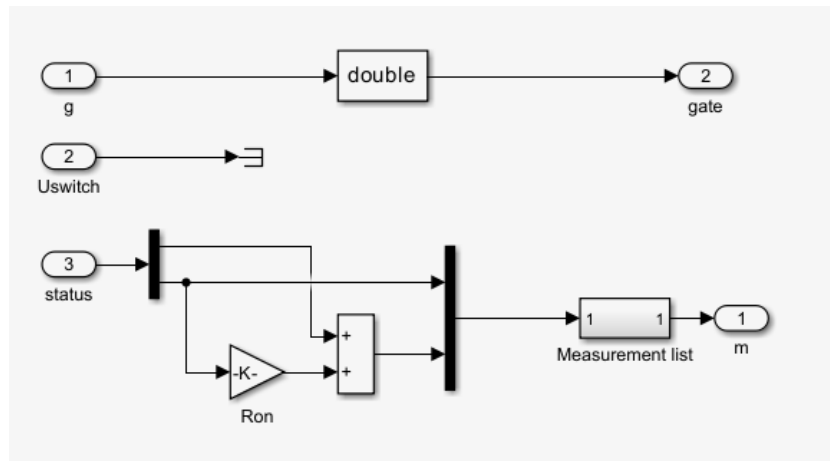 1
double
2
g
gate
2
Uswitch
3
status
+
+
-K-
Ron
1 1
Measurement list
1
m